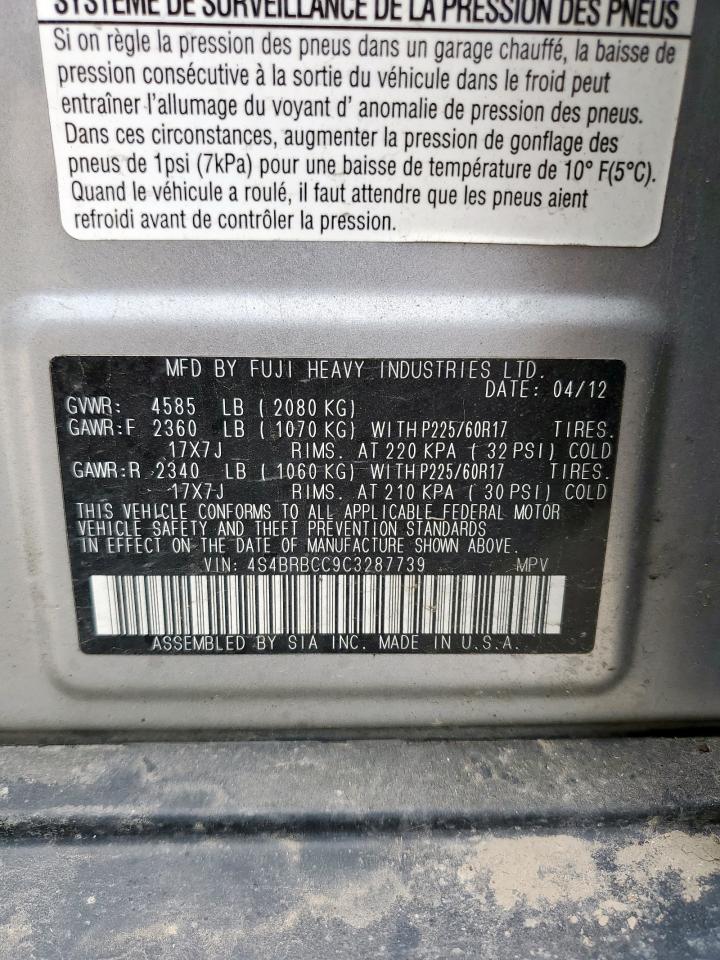 SYSTÈME DE SURVEILLANCE DE LA PRESSION DES PNEUS
Si on règle la pression des pneus dans un garage chauffé, la baisse de
pression consécutive à la sortie du véhicule dans le froid peut
entraîner l'allumage du voyant d' anomalie de pression des pneus.
Dans ces circonstances, augmenter la pression de gonflage des
pneus de 1psi (7kPa) pour une baisse de température de 10° F(5°C).
Quand le véhicule a roulé, il faut attendre que les pneus aient
refroidi avant de contrôler la pression.
MFD BY FUJI HEAVY INDUSTRIES LTD.
DATE: 04/12
GVWR: 4585 LB (2080 KG)
GAWR:F 2360 LB (1070 KG) WITH P225/60R17 TIRES.
17X7J RIMS. AT 220 KPA (32 PSI) COLD
GAWR:R 2340 LB (1060 KG) WITH P225/60R17 TIRES.
17X7J RIMS. AT 210 KPA (30 PSI) COLD
THIS VEHICLE CONFORMS TO ALL APPLICABLE FEDERAL MOTOR
VEHICLE SAFETY AND THEFT PREVENTION STANDARDS
IN EFFECT ON THE DATE OF MANUFACTURE SHOWN ABOVE.
VIN: 4S4BRBCC9C3287739 MPV
ASSEMBLED BY SIA INC. MADE IN U.S.A.